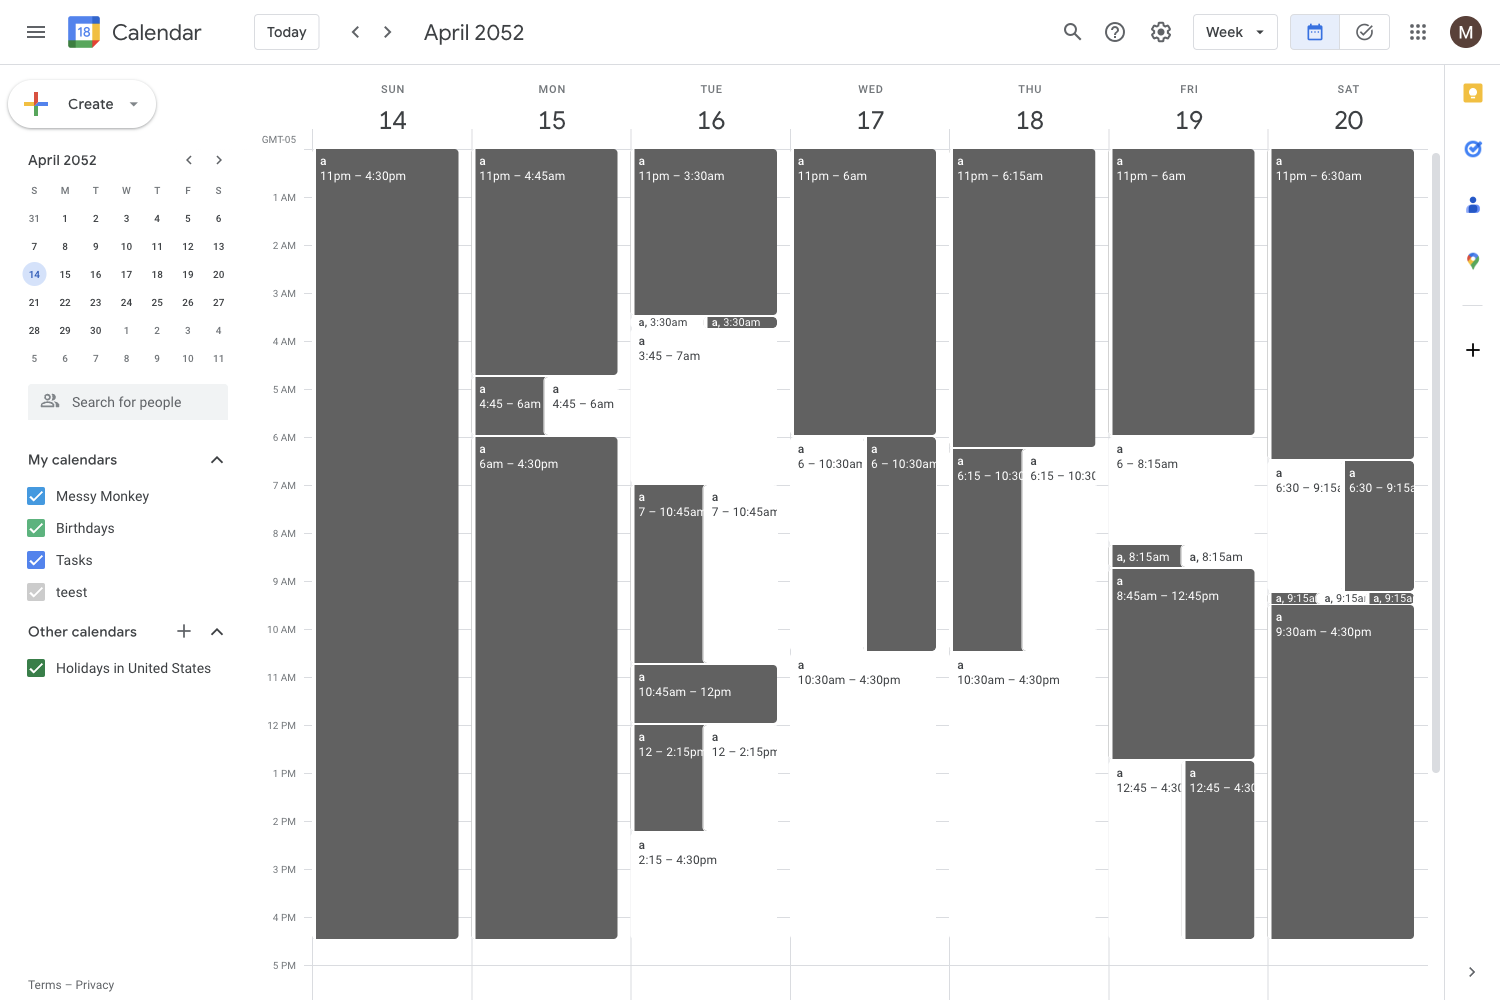 18
Calendar
Today
April 2052
Week
M
Create
April 2052
S M T W T F S
31 1 2 3 4 5 6
7 8 9 10 11 12 13
14 15 16 17 18 19 20
21 22 23 24 25 26 27
28 29 30 1 2 3 4
5 6 7 8 9 10 11
Search for people
My calendars
Messy Monkey
Birthdays
Tasks
teest
Other calendars
Holidays in United States
Terms – Privacy
GMT-05
1 AM
2 AM
3 AM
4 AM
5 AM
6 AM
7 AM
8 AM
9 AM
10 AM
11 AM
12 PM
1 PM
2 PM
3 PM
4 PM
5 PM
SUN
14
a
11pm – 4:30pm
MON
15
a
11pm – 4:45am
a
4:45 – 6am
a
4:45 – 6am
a
6am – 4:30pm
TUE
16
a
11pm – 3:30am
a, 3:30am
a, 3:30am
a
3:45 – 7am
a
7 – 10:45am
a
7 – 10:45am
a
10:45am – 12pm
a
12 – 2:15pm
a
12 – 2:15pm
a
2:15 – 4:30pm
WED
17
a
11pm – 6am
a
6 – 10:30am
a
6 – 10:30am
a
10:30am – 4:30pm
THU
18
a
11pm – 6:15am
a
6:15 – 10:30
a
6:15 – 10:30
a
10:30am – 4:30pm
FRI
19
a
11pm – 6am
a
6 – 8:15am
a, 8:15am
a, 8:15am
a
8:45am – 12:45pm
a
12:45 – 4:30
a
12:45 – 4:30
SAT
20
a
11pm – 6:30am
a
6:30 – 9:15a
a
6:30 – 9:15a
a, 9:15a
a, 9:15a
a, 9:15a
a
9:30am – 4:30pm